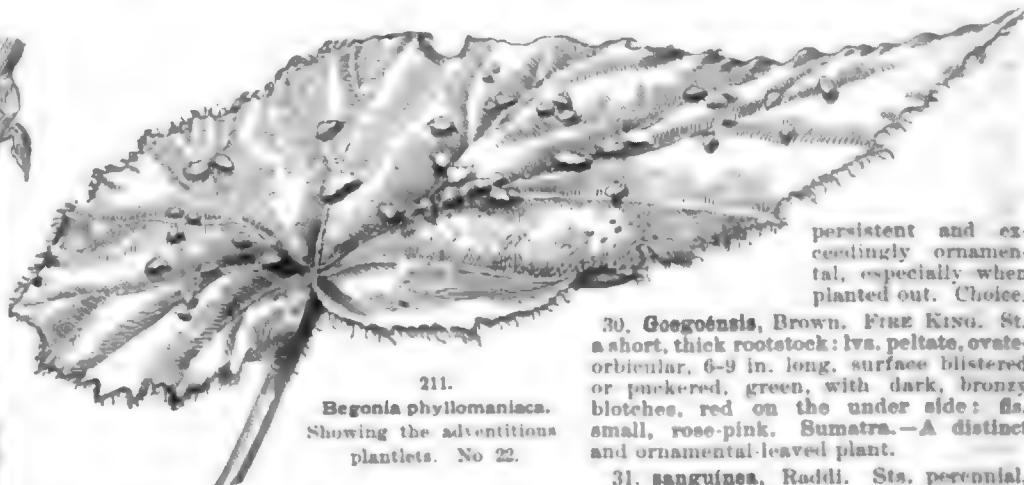 211.
Begonia phyllomaniaca.
Showing the adventitious
plantlets. No 22.
persistent and ex-
ceedingly ornamen-
tal, especially when
planted out. Choice.
30. Goegoénsis, Brown. FIRE KING. St.
a short, thick rootstock: lvs. peltate, ovate-
orbicular, 6-9 in. long, surface blistered
or puckered, green, with dark, bronzy
blotches, red on the under side: fls.
small, rose-pink. Sumatra.—A distinct
and ornamental-leaved plant.
31. sanguínea, Raddi. Sts. perennial,